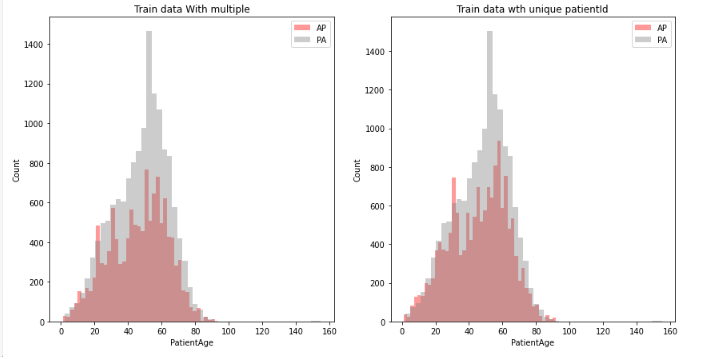 Train data With multiple
AP
PA
1400
1200
1000
800
600
400
200
0
Count
0 20 40 60 80 100 120 140 160
PatientAge
Train data wth unique patientId
AP
PA
1400
1200
1000
800
600
400
200
0
Count
0 20 40 60 80 100 120 140 160
PatientAge